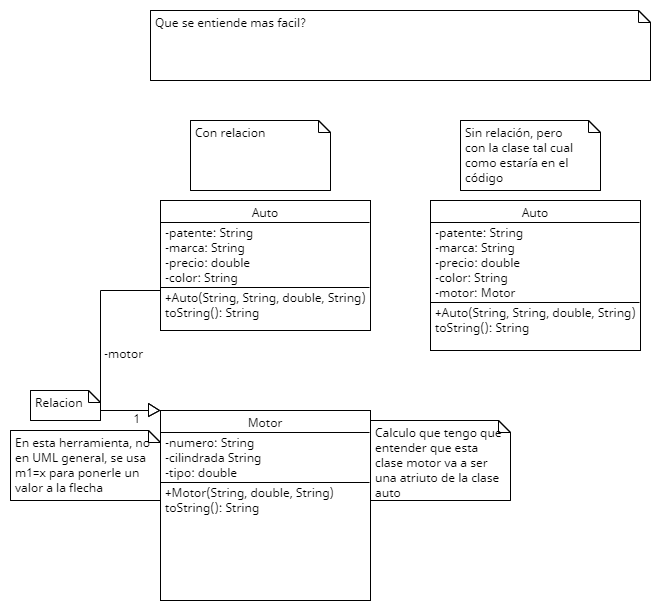 Que se entiende mas facil?
Con relacion
Sin relación, pero
con la clase tal cual
como estaría en el
código
Auto
-patente: String
-marca: String
-precio: double
-color: String
+Auto(String, String, double, String)
toString(): String
Auto
-patente: String
-marca: String
-precio: double
-color: String
-motor: Motor
+Auto(String, String, double, String)
toString(): String
-motor
Relacion
1
En esta herramienta, no
en UML general, se usa
m1=x para ponerle un
valor a la flecha
Motor
-numero: String
-cilindrada String
-tipo: double
+Motor(String, double, String)
toString(): String
Calculo que tengo que
entender que esta
clase motor va a ser
una atriuto de la clase
auto